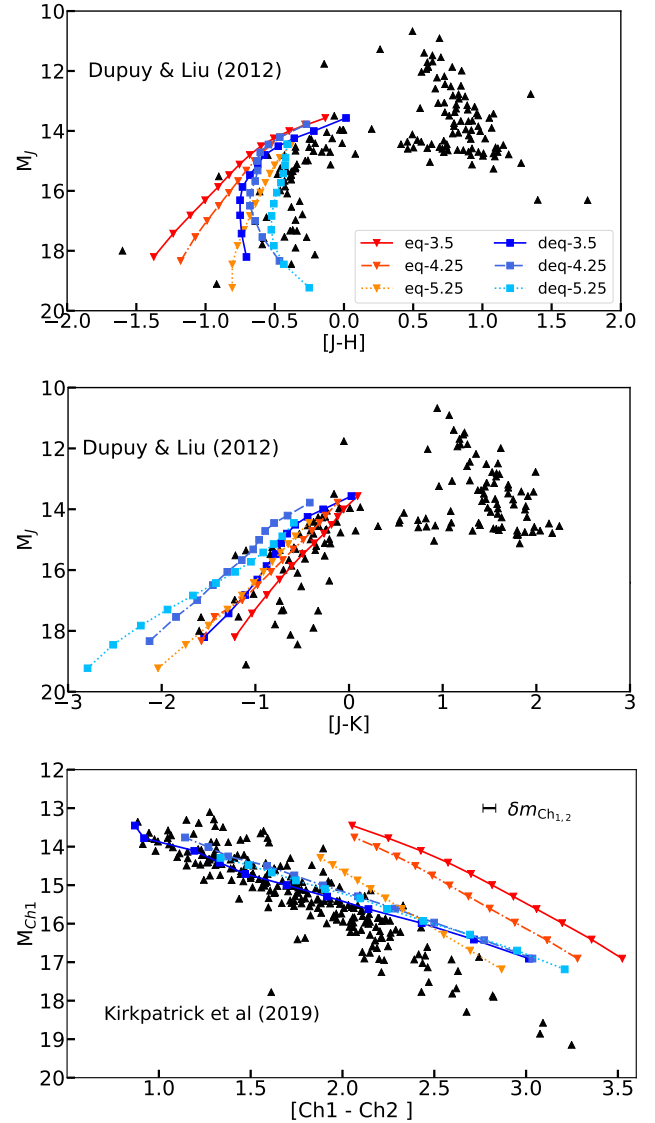 10
12
14
16
18
20
M_J
Dupuy & Liu (2012)
eq-3.5
eq-4.25
eq-5.25
deq-3.5
deq-4.25
deq-5.25
−2.0 −1.5 −1.0 −0.5 0.0 0.5 1.0 1.5 2.0
[J-H]
10
12
14
16
18
20
M_J
Dupuy & Liu (2012)
−3 −2 −1 0 1 2 3
[J-K]
12
13
14
15
16
17
18
19
20
M_Ch1
δm_Ch1,2
Kirkpatrick et al (2019)
1.0 1.5 2.0 2.5 3.0 3.5
[Ch1 - Ch2 ]